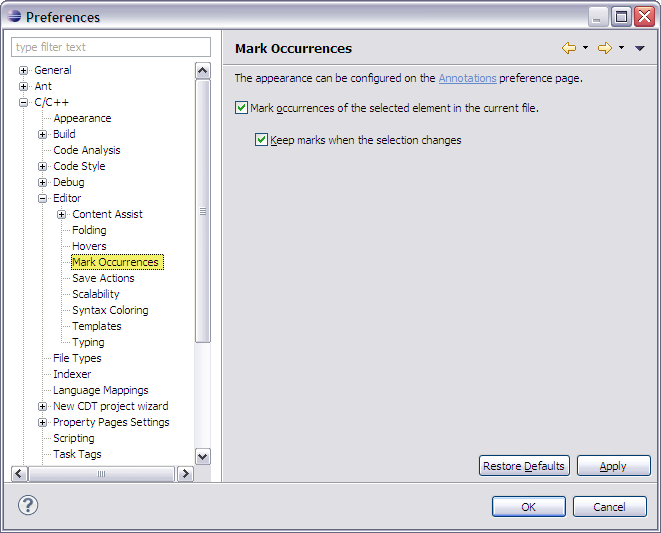 Preferences
type filter text
General
Ant
C/C++
Appearance
Build
Code Analysis
Code Style
Debug
Editor
Content Assist
Folding
Hovers
Mark Occurrences
Save Actions
Scalability
Syntax Coloring
Templates
Typing
File Types
Indexer
Language Mappings
New CDT project wizard
Property Pages Settings
Scripting
Task Tags
Mark Occurrences
The appearance can be configured on the Annotations preference page.
Mark occurrences of the selected element in the current file.
Keep marks when the selection changes
Restore Defaults Apply
? OK Cancel